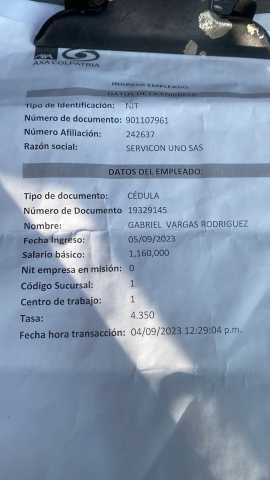 AXA COLPATRIA
INGRESO EMPLEADO
DATOS DE LA EMPRESA
Tipo de Identificación: NIT
Número de documento: 901107961
Número Afiliación: 242637
Razón social: SERVICON UNO SAS
DATOS DEL EMPLEADO:
Tipo de documento: CÉDULA
Número de Documento 19329145
Nombre: GABRIEL VARGAS RODRIGUEZ
Fecha Ingreso: 05/09/2023
Salario básico: 1,160,000
Nit empresa en misión: 0
Código Sucursal: 1
Centro de trabajo: 1
Tasa: 4.350
Fecha hora transacción: 04/09/2023 12:29:04 p.m.